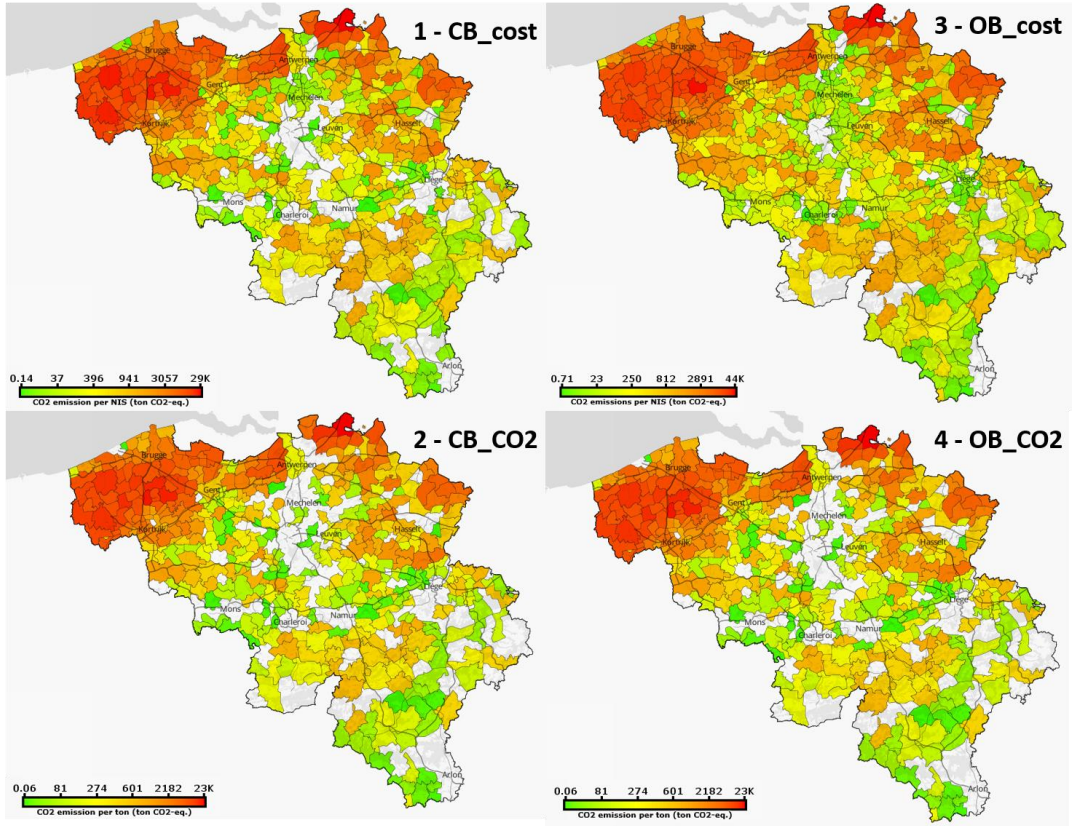 1 - CB_cost
Brugge
Antwerpen
Gent
Mechelen
Kortrijk
Leuven
Hasselt
Liège
Mons
Charleroi
Namur
Arlon
0.14 37 396 941 3057 29K
CO2 emission per NIS (ton CO2-eq.)
3 - OB_cost
Brugge
Antwerpen
Gent
Mechelen
Kortrijk
Leuven
Hasselt
Liège
Mons
Charleroi
Namur
Arlon
0.71 23 250 812 2891 44K
CO2 emissions per NIS (ton CO2-eq.)
2 - CB_CO2
Brugge
Antwerpen
Gent
Mechelen
Kortrijk
Leuven
Hasselt
Liège
Mons
Charleroi
Namur
Arlon
0.06 81 274 601 2182 23K
CO2 emission per ton (ton CO2-eq.)
4 - OB_CO2
Brugge
Antwerpen
Gent
Mechelen
Kortrijk
Leuven
Hasselt
Liège
Mons
Charleroi
Namur
Arlon
0.06 81 274 601 2182 23K
CO2 emission per ton (ton CO2-eq.)